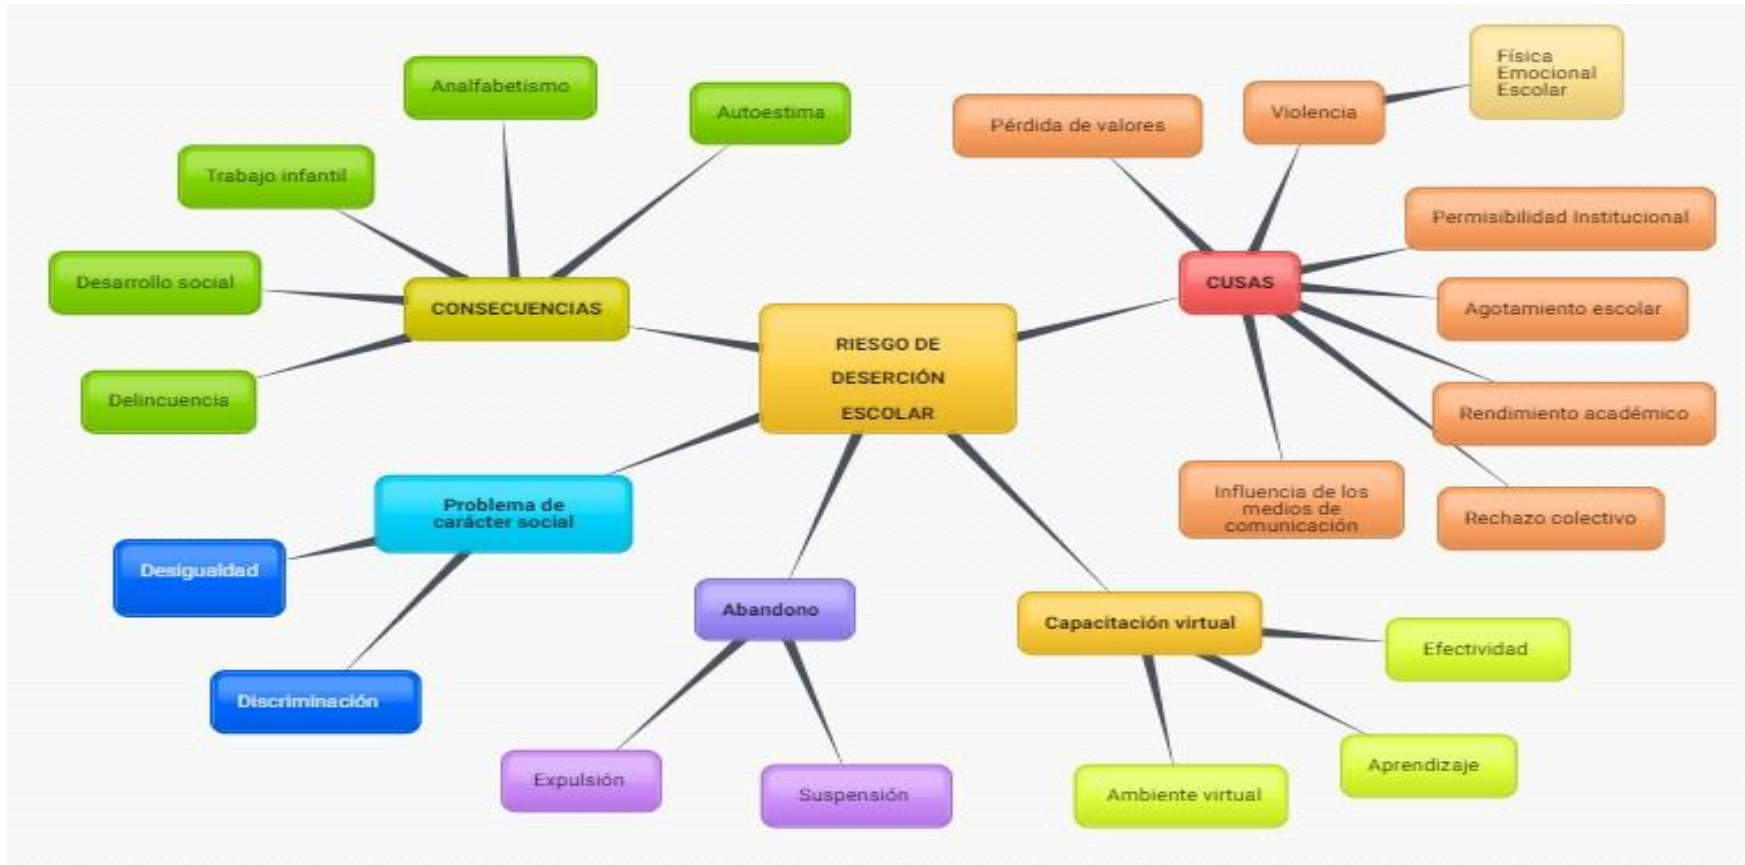 Analfabetismo
Autoestima
Trabajo infantil
Desarrollo social
CONSECUENCIAS
Delincuencia
Física
Emocional
Escolar
Violencia
Pérdida de valores
Permisibilidad Institucional
CUSAS
Agotamiento escolar
Rendimiento académico
Influencia de los
medios de
comunicación
Rechazo colectivo
RIESGO DE
DESERCIÓN
ESCOLAR
Problema de
carácter social
Desigualdad
Discriminación
Abandono
Expulsión
Suspensión
Capacitación virtual
Efectividad
Aprendizaje
Ambiente virtual